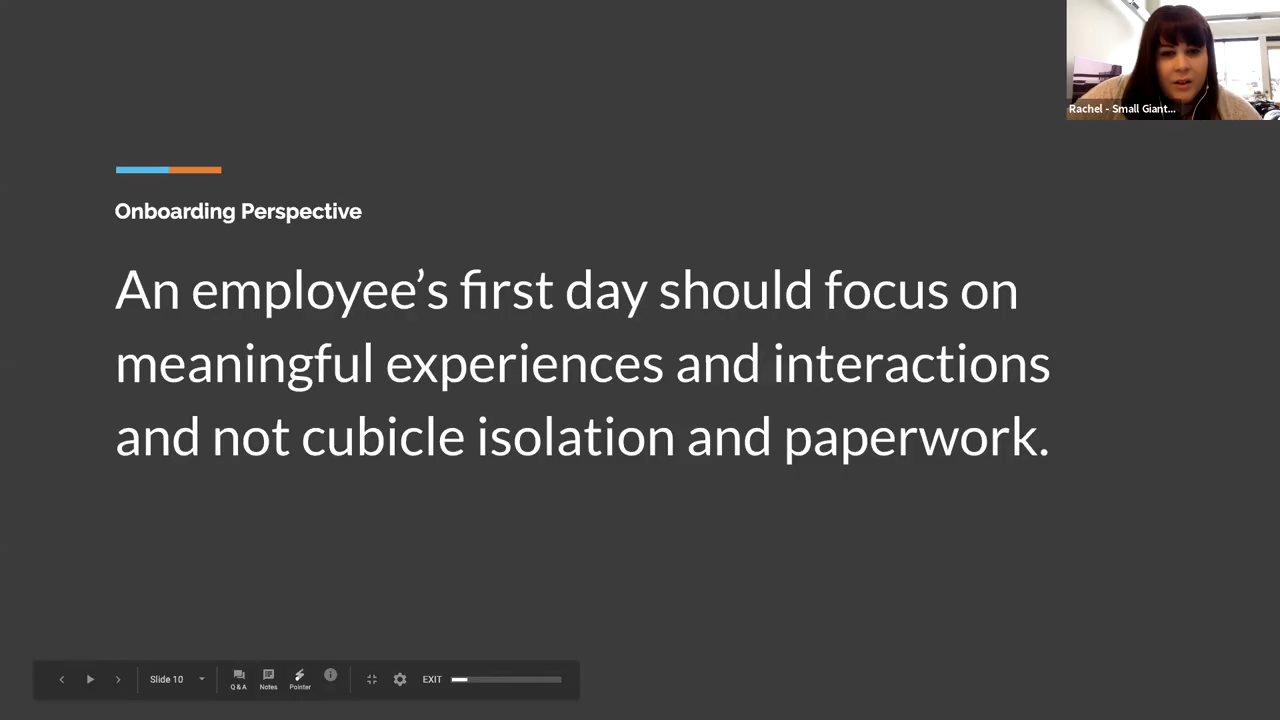 Rachel - Small Giant...
Onboarding Perspective
An employee’s first day should focus on
meaningful experiences and interactions
and not cubicle isolation and paperwork.
Slide 10
Q & A
Notes
Pointer
EXIT